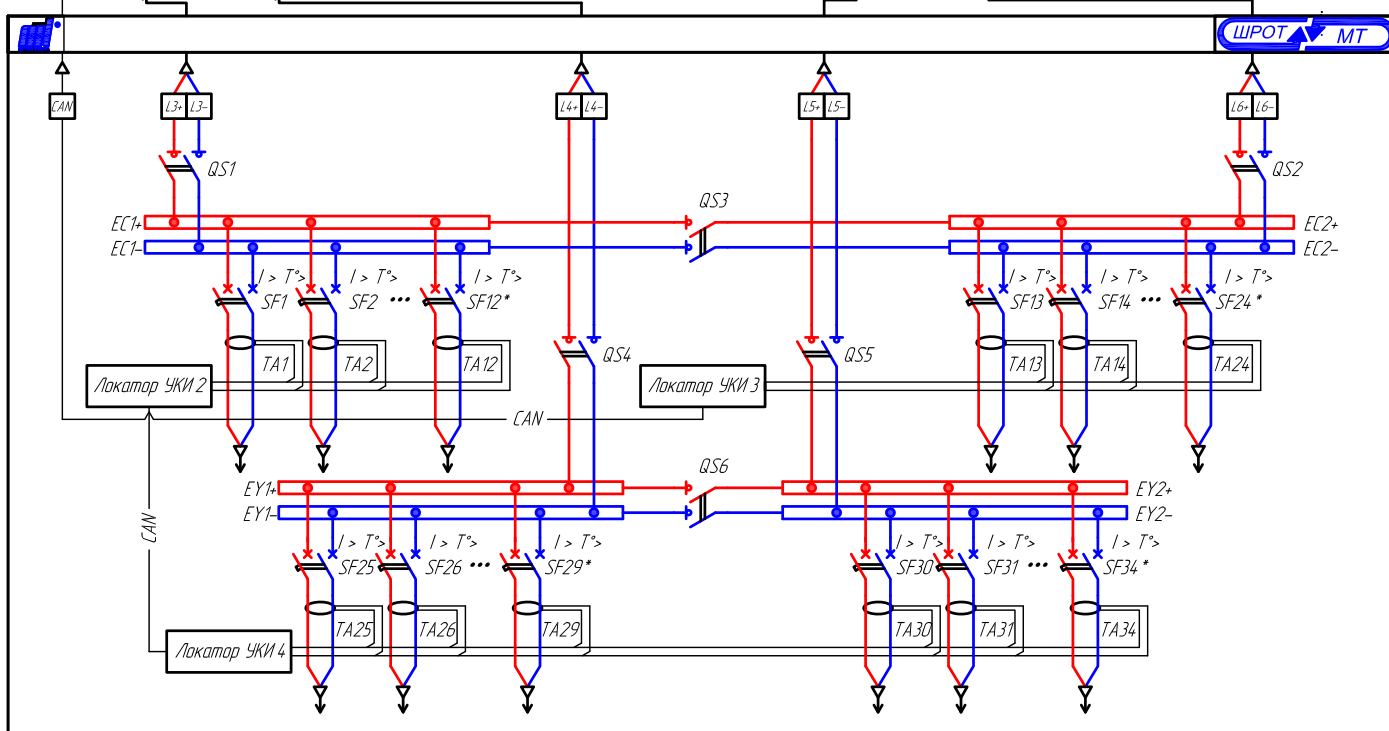 ШРОТ МТ
CAN L3+ L3- L4+ L4- L5+ L5- L6+ L6-
QS1 QS2
QS3
EC1+ EC2+
EC1- EC2-
I > T°> I > T°> I > T°> I > T°> I > T°> I > T°>
SF1 SF2 ••• SF12* SF13 SF14 ••• SF24*
QS4 QS5
TA1 TA2 TA12 TA13 TA14 TA24
Локатор УКИ 2 Локатор УКИ 3
CAN
QS6
EY1+ EY2+
EY1- EY2-
CAN
I > T°> I > T°> I > T°> I > T°> I > T°> I > T°>
SF25 SF26 ••• SF29* SF30 SF31 ••• SF34*
TA25 TA26 TA29 TA30 TA31 TA34
Локатор УКИ 4